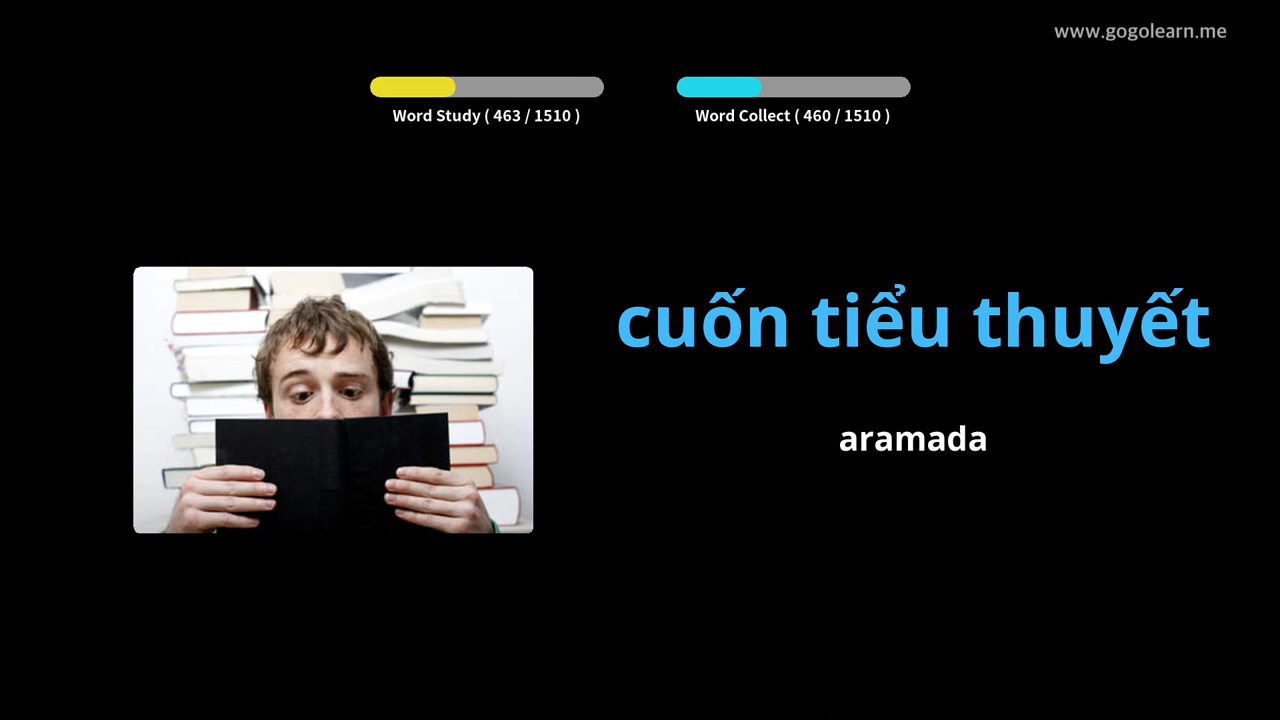 www.gogolearn.me
Word Study ( 463 / 1510 )
Word Collect ( 460 / 1510 )
cuốn tiểu thuyết
aramada